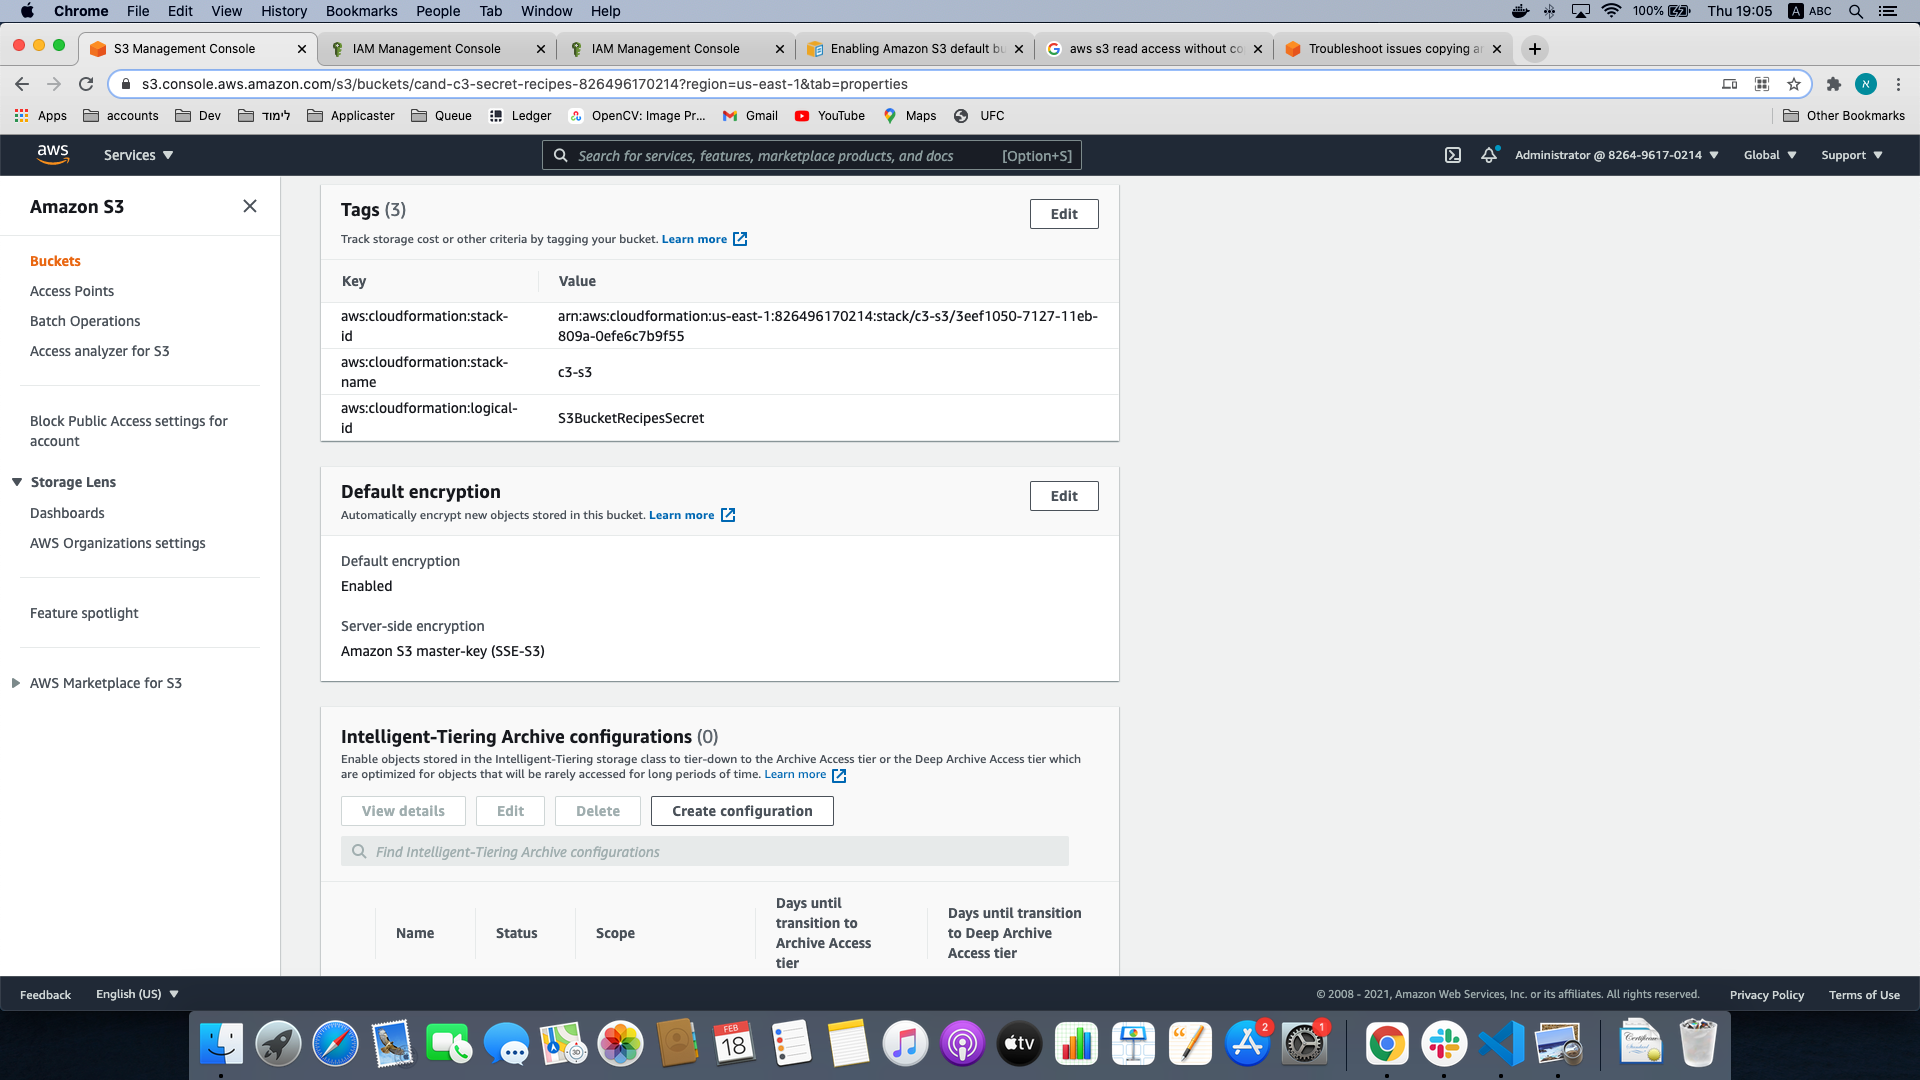 Chrome File Edit View History Bookmarks People Tab Window Help 100% Thu 19:05 A ABC
S3 Management Console IAM Management Console IAM Management Console Enabling Amazon S3 default bu aws s3 read access without co Troubleshoot issues copying a
s3.console.aws.amazon.com/s3/buckets/cand-c3-secret-recipes-826496170214?region=us-east-1&tab=properties
Apps accounts Dev לימוד Applicaster Queue Ledger OpenCV: Image Pr... Gmail YouTube Maps UFC Other Bookmarks
aws Services Search for services, features, marketplace products, and docs [Option+S] Administrator @ 8264-9617-0214 Global Support
Amazon S3
Buckets
Access Points
Batch Operations
Access analyzer for S3
Block Public Access settings for
account
Storage Lens
Dashboards
AWS Organizations settings
Feature spotlight
AWS Marketplace for S3
Tags (3)
Edit
Track storage cost or other criteria by tagging your bucket. Learn more
Key Value
aws:cloudformation:stack-
id
arn:aws:cloudformation:us-east-1:826496170214:stack/c3-s3/3eef1050-7127-11eb-
809a-0efe6c7b9f55
aws:cloudformation:stack-
name
c3-s3
aws:cloudformation:logical-
id
S3BucketRecipesSecret
Default encryption
Edit
Automatically encrypt new objects stored in this bucket. Learn more
Default encryption
Enabled
Server-side encryption
Amazon S3 master-key (SSE-S3)
Intelligent-Tiering Archive configurations (0)
Enable objects stored in the Intelligent-Tiering storage class to tier-down to the Archive Access tier or the Deep Archive Access tier which
are optimized for objects that will be rarely accessed for long periods of time. Learn more
View details Edit Delete Create configuration
Find Intelligent-Tiering Archive configurations
Name Status Scope
Days until
transition to
Archive Access
tier
Days until transition
to Deep Archive
Access tier
Feedback English (US) © 2008 - 2021, Amazon Web Services, Inc. or its affiliates. All rights reserved. Privacy Policy Terms of Use
3D
FEB
18
tv
2
1